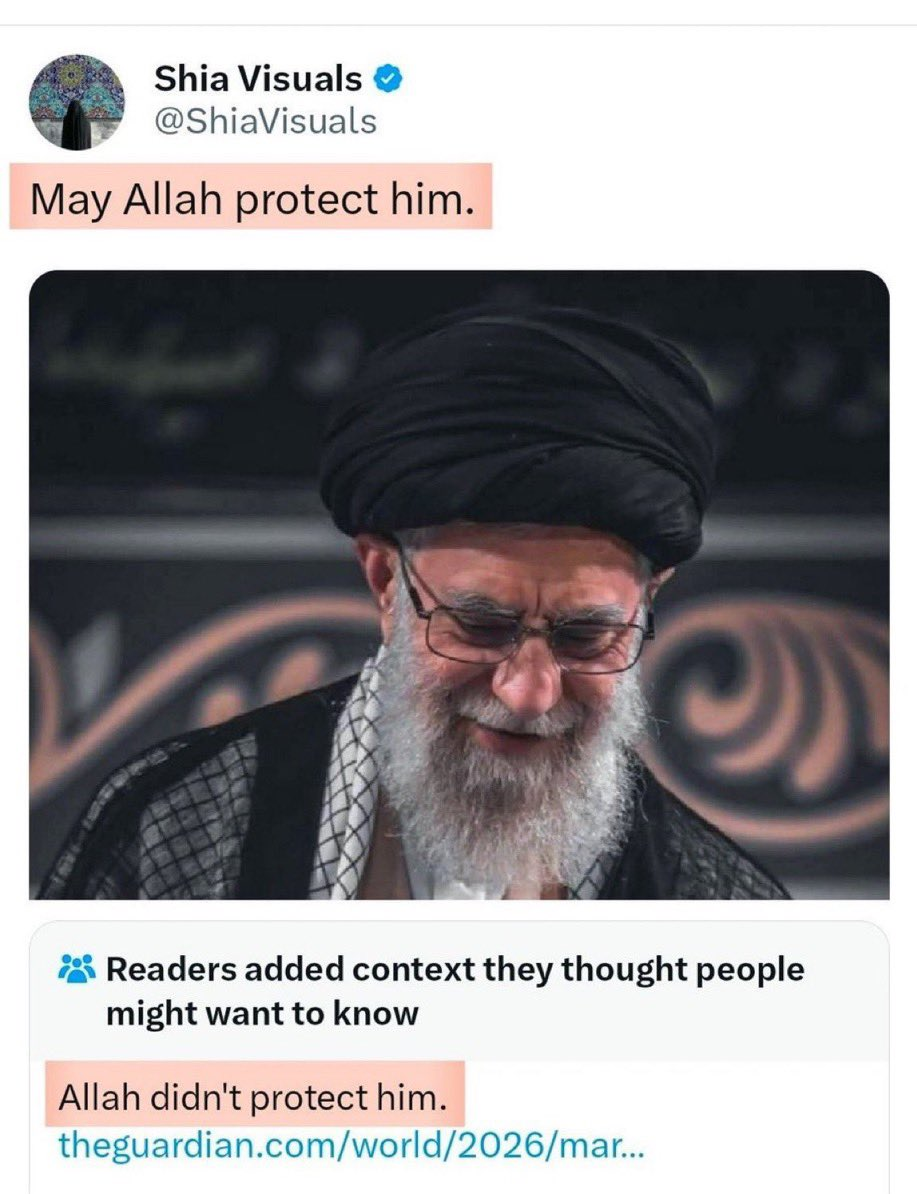 Shia Visuals
@ShiaVisuals
May Allah protect him.
Readers added context they thought people
might want to know
Allah didn't protect him.
theguardian.com/world/2026/mar...